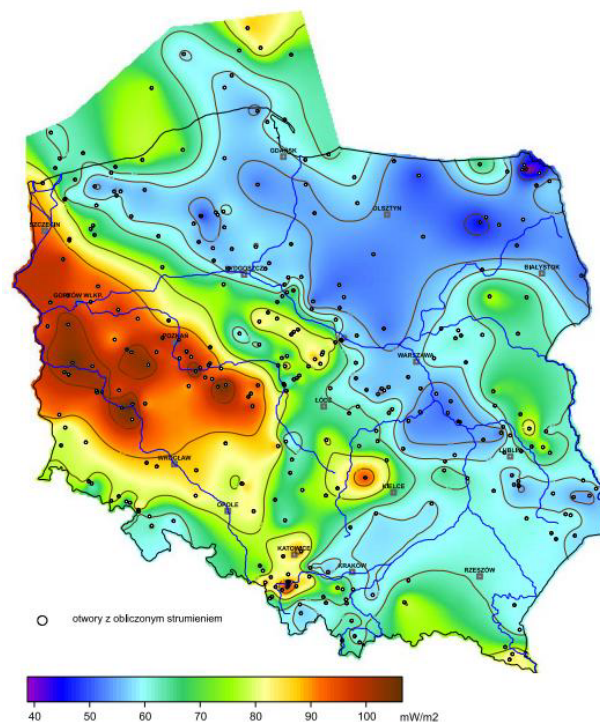 GDAŃSK
OLSZTYN
SZCZECIN
BYDGOSZCZ
BIAŁYSTOK
GORZÓW WLKP.
POZNAŃ
WARSZAWA
ŁÓDŹ
LUBLIN
WROCŁAW
KIELCE
OPOLE
KATOWICE
KRAKÓW
RZESZÓW
otwory z obliczonym strumieniem
40 50 60 70 80 90 100 mW/m2